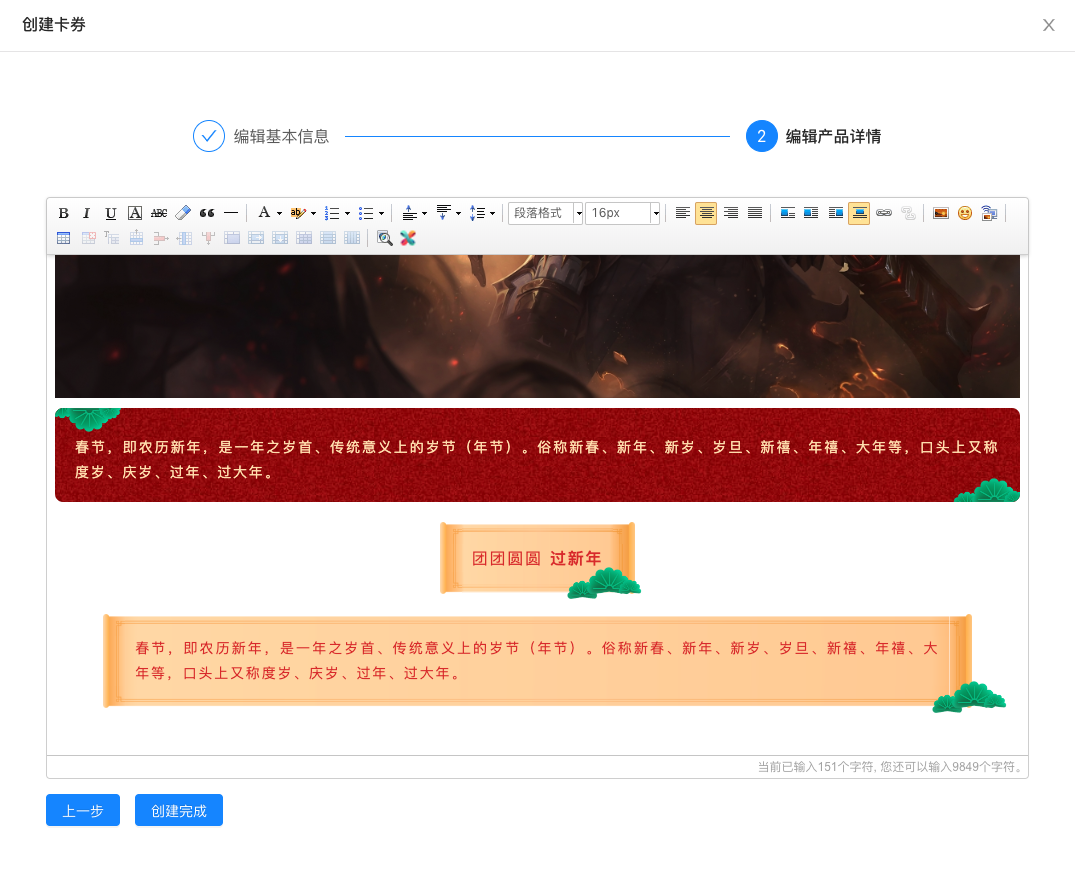 创建卡券
X
编辑基本信息
2 编辑产品详情
B I U A ABC A ab 段落格式 16px
春节，即农历新年，是一年之岁首、传统意义上的岁节（年节）。俗称新春、新年、新岁、岁旦、新禧、年禧、大年等，口头上又称
度岁、庆岁、过年、过大年。
团团圆圆 过新年
春节，即农历新年，是一年之岁首、传统意义上的岁节（年节）。俗称新春、新年、新岁、岁旦、新禧、年禧、大
年等，口头上又称度岁、庆岁、过年、过大年。
当前已输入151个字符, 您还可以输入9849个字符。
上一步 创建完成